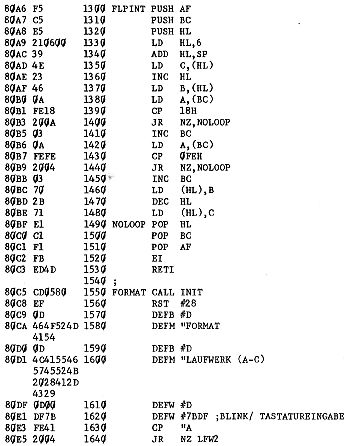 80A6 F5 1300 FLPINT PUSH AF
80A7 C5 1310 PUSH BC
80A8 E5 1320 PUSH HL
80A9 210600 1330 LD HL,6
80AC 39 1340 ADD HL,SP
80AD 4E 1350 LD C,(HL)
80AE 23 1360 INC HL
80AF 46 1370 LD B,(HL)
80B0 0A 1380 LD A,(BC)
80B1 FE18 1390 CP 18H
80B3 200A 1400 JR NZ,NOLOOP
80B5 03 1410 INC BC
80B6 0A 1420 LD A,(BC)
80B7 FEFE 1430 CP 0FEH
80B9 2004 1440 JR NZ,NOLOOP
80BB 03 1450 INC BC
80BC 70 1460 LD (HL),B
80BD 2B 1470 DEC HL
80BE 71 1480 LD (HL),C
80BF E1 1490 NOLOOP POP HL
80C0 C1 1500 POP BC
80C1 F1 1510 POP AF
80C2 FB 1520 EI
80C3 ED4D 1530 RETI
1540 ;
80C5 CD0580 1550 FORMAT CALL INIT
80C8 EF 1560 RST #28
80C9 0D 1570 DEFB #D
80CA 464F524D 1580 DEFM "FORMAT
4154
80D0 0D 1590 DEFB #D
80D1 4C415546 1600 DEFM "LAUFWERK (A-C)
5745524B
2028412D
4329
80DF 0D00 1610 DEFW #D
80E1 DF7B 1620 DEFW #7BDF ;BLINK/ TASTATUREINGABE
80E3 FE41 1630 CP "A
80E5 2004 1640 JR NZ LFW2